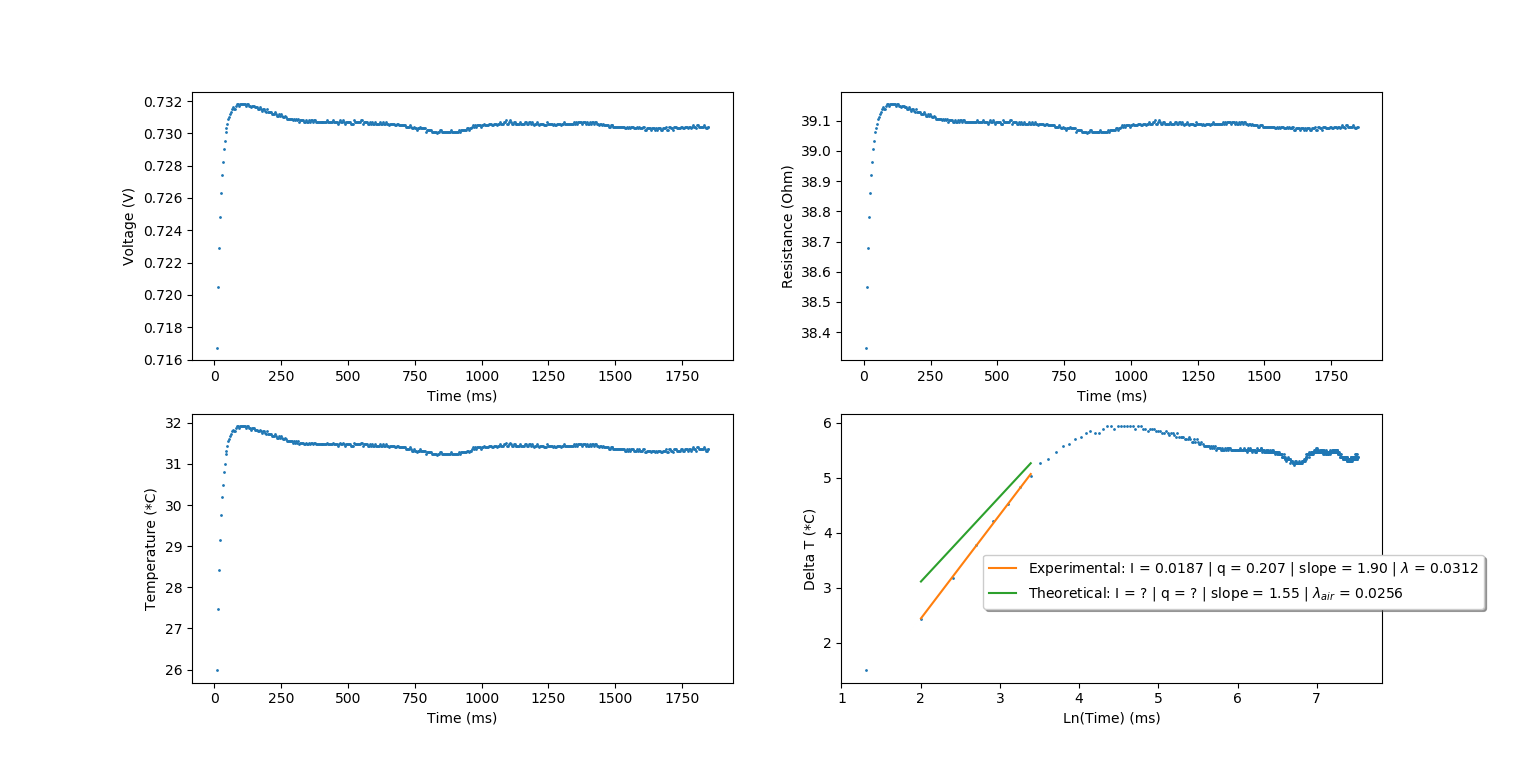 0.732
0.730
0.728
0.726
0.724
0.722
0.720
0.718
0.716
Voltage (V)
0 250 500 750 1000 1250 1500 1750
Time (ms)
39.1
39.0
38.9
38.8
38.7
38.6
38.5
38.4
Resistance (Ohm)
0 250 500 750 1000 1250 1500 1750
Time (ms)
32
31
30
29
28
27
26
Temperature (*C)
0 250 500 750 1000 1250 1500 1750
Time (ms)
6
5
4
3
2
Delta T (*C)
Experimental: I = 0.0187 | q = 0.207 | slope = 1.90 | λ = 0.0312
Theoretical: I = ? | q = ? | slope = 1.55 | λair = 0.0256
1 2 3 4 5 6 7
Ln(Time) (ms)